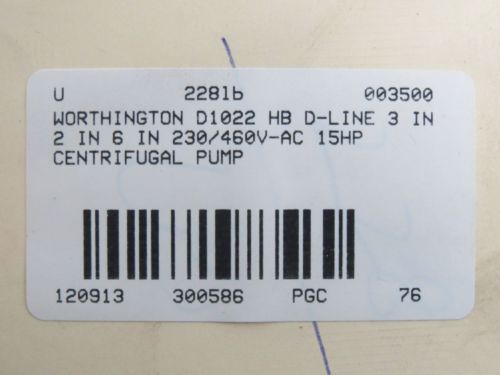 U 228lb 003500
WORTHINGTON D1022 HB D-LINE 3 IN
2 IN 6 IN 230/460V-AC 15HP
CENTRIFUGAL PUMP
120913 300586 PGC 76